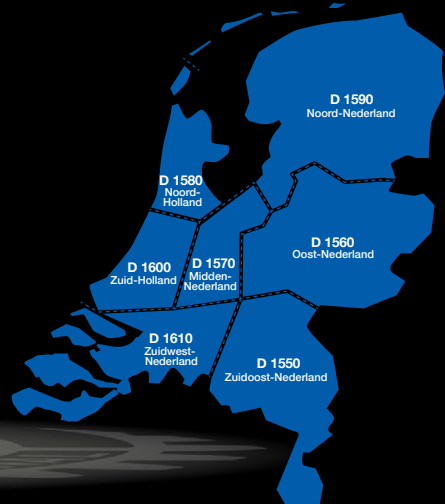 D 1590
Noord-Nederland
D 1580
Noord-
Holland
D 1560
Oost-Nederland
D 1570
Midden-
Nederland
D 1600
Zuid-Holland
D 1610
Zuidwest-
Nederland
D 1550
Zuidoost-Nederland